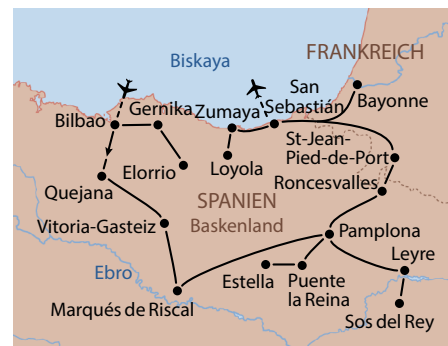 FRANKREICH
Biskaya
San
Sebastián
Bayonne
Gernika
Zumaya
Bilbao
St-Jean-
Pied-de-Port
Elorrio
Loyola
Roncesvalles
Quejana
SPANIEN
Baskenland
Vitoria-Gasteiz
Pamplona
Leyre
Ebro
Estella
Puente
la Reina
Marqués de Riscal
Sos del Rey